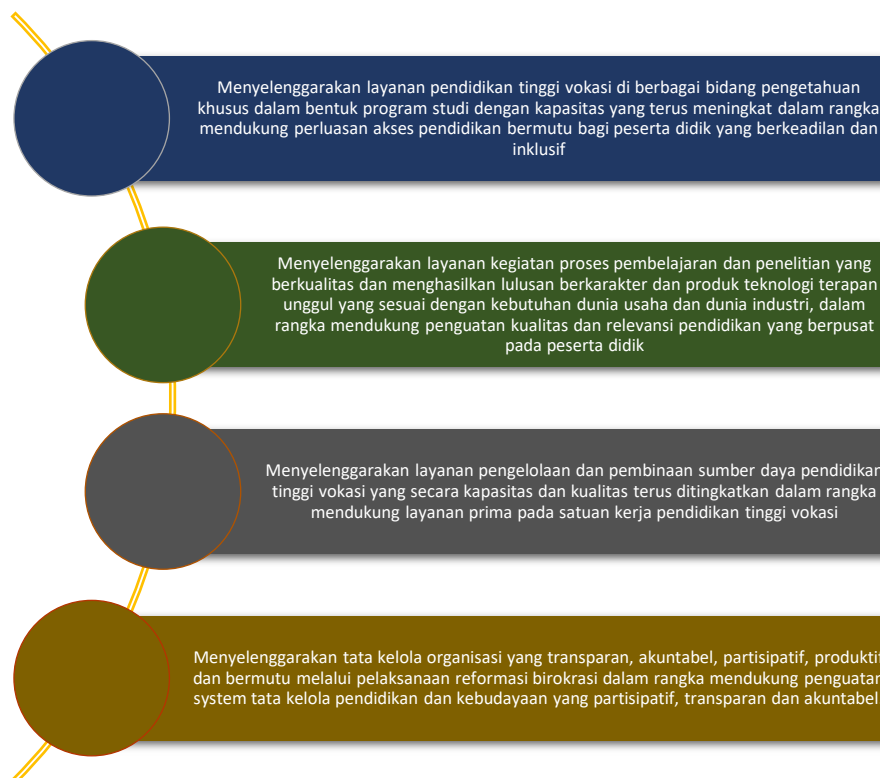 Menyelenggarakan layanan pendidikan tinggi vokasi di berbagai bidang pengetahuan
khusus dalam bentuk program studi dengan kapasitas yang terus meningkat dalam rangka
mendukung perluasan akses pendidikan bermutu bagi peserta didik yang berkeadilan dan
inklusif
Menyelenggarakan layanan kegiatan proses pembelajaran dan penelitian yang
berkualitas dan menghasilkan lulusan berkarakter dan produk teknologi terapan
unggul yang sesuai dengan kebutuhan dunia usaha dan dunia industri, dalam
rangka mendukung penguatan kualitas dan relevansi pendidikan yang berpusat
pada peserta didik
Menyelenggarakan layanan pengelolaan dan pembinaan sumber daya pendidikan
tinggi vokasi yang secara kapasitas dan kualitas terus ditingkatkan dalam rangka
mendukung layanan prima pada satuan kerja pendidikan tinggi vokasi
Menyelenggarakan tata kelola organisasi yang transparan, akuntabel, partisipatif, produktif
dan bermutu melalui pelaksanaan reformasi birokrasi dalam rangka mendukung penguatan
system tata kelola pendidikan dan kebudayaan yang partisipatif, transparan dan akuntabel